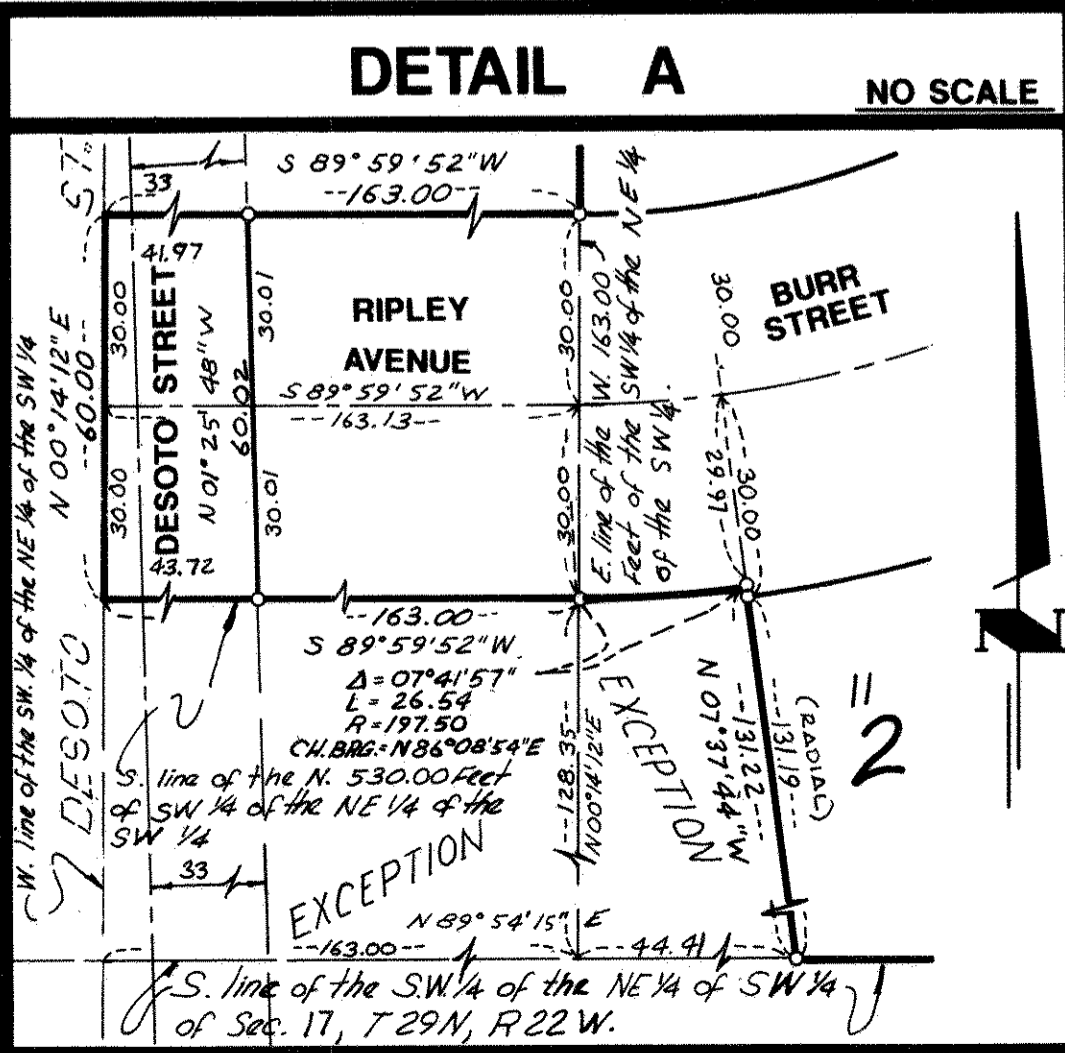 DETAIL A
NO SCALE
S 89° 59' 52" W
--163.00--
33
41.97
ST.
30.00
30.00
N 00° 14' 12" E
--60.00--
W. line of the SW. 1/4 of the NE 1/4 of the SW 1/4
DESOTO
DESOTO STREET
N 01° 25' 48" W
60.02
30.01
30.01
43.72
RIPLEY
AVENUE
S 89° 59' 52" W
--163.13--
30.00
30.00
E. line of the W. 163.00
Feet of the SW 1/4 of the NE 1/4
of the SW 1/4.
BURR
STREET
30.00
29.97
30.00
--163.00--
S 89° 59' 52" W
Δ = 07° 41' 57"
L = 26.54
R = 197.50
CH. BRG. = N 86° 08' 54" E
S. line of the N. 530.00 Feet
of SW 1/4 of the NE 1/4 of the
SW 1/4
33
EXCEPTION
--128.35--
N 00° 14' 12" E
EXCEPTION
N 07° 37' 44" W
--131.22--
--131.19--
(RADIAL)
"2
N
N 89° 54' 15" E
--163.00--
--44.41--
S. line of the S.W. 1/4 of the NE 1/4 of SW 1/4
of Sec. 17, T 29 N, R 22 W.